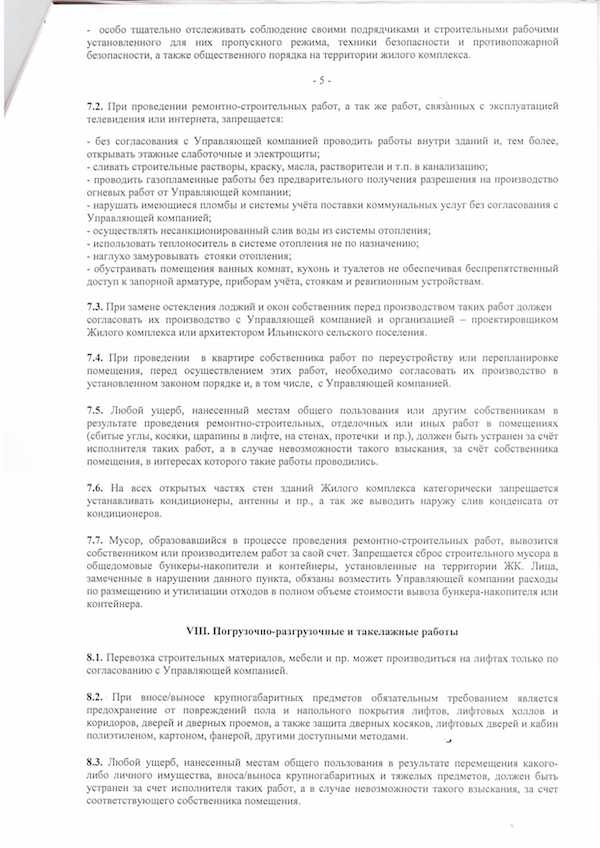 - особо тщательно отслеживать соблюдение своими подрядчиками и строительными рабочими
установленного для них пропускного режима, техники безопасности и противопожарной
безопасности, а также общественного порядка на территории жилого комплекса.
- 5 -
7.2. При проведении ремонтно-строительных работ, а так же работ, связанных с эксплуатацией
телевидения или интернета, запрещается:
- без согласования с Управляющей компанией проводить работы внутри зданий и, тем более,
открывать этажные слаботочные и электрощиты;
- сливать строительные растворы, краску, масла, растворители и т.п. в канализацию;
- проводить газопламенные работы без предварительного получения разрешения на производство
огневых работ от Управляющей компании;
- нарушать имеющиеся пломбы и системы учёта поставки коммунальных услуг без согласования с
Управляющей компанией;
- осуществлять несанкционированный слив воды из системы отопления;
- использовать теплоноситель в системе отопления не по назначению;
- наглухо замуровывать стояки отопления;
- обустраивать помещения ванных комнат, кухонь и туалетов не обеспечивая беспрепятственный
доступ к запорной арматуре, приборам учёта, стоякам и ревизионным устройствам.
7.3. При замене остекления лоджий и окон собственник перед производством таких работ должен
согласовать их производство с Управляющей компанией и организацией – проектировщиком
Жилого комплекса или архитектором Ильинского сельского поселения.
7.4. При проведении в квартире собственника работ по переустройству или перепланировке
помещения, перед осуществлением этих работ, необходимо согласовать их производство в
установленном законом порядке и, в том числе, с Управляющей компанией.
7.5. Любой ущерб, нанесенный местам общего пользования или другим собственникам в
результате проведения ремонтно-строительных, отделочных или иных работ в помещениях
(сбитые углы, косяки, царапины в лифте, на стенах, протечки и пр.), должен быть устранен за счёт
исполнителя таких работ, а в случае невозможности такого взыскания, за счёт собственника
помещения, в интересах которого такие работы проводились.
7.6. На всех открытых частях стен зданий Жилого комплекса категорически запрещается
устанавливать кондиционеры, антенны и пр., а так же выводить наружу слив конденсата от
кондиционеров.
7.7. Мусор, образовавшийся в процессе проведения ремонтно-строительных работ, вывозится
собственником или производителем работ за свой счет. Запрещается сброс строительного мусора в
общедомовые бункеры-накопители и контейнеры, установленные на территории ЖК. Лица,
замеченные в нарушении данного пункта, обязаны возместить Управляющей компании расходы
по размещению и утилизации отходов в полном объеме стоимости вывоза бункера-накопителя или
контейнера.
VIII. Погрузочно-разгрузочные и такелажные работы
8.1. Перевозка строительных материалов, мебели и пр. может производиться на лифтах только по
согласованию с Управляющей компанией.
8.2. При вносе/выносе крупногабаритных предметов обязательным требованием является
предохранение от повреждений пола и напольного покрытия лифтов, лифтовых холлов и
коридоров, дверей и дверных проемов, а также защита дверных косяков, лифтовых дверей и кабин
полиэтиленом, картоном, фанерой, другими доступными методами.
8.3. Любой ущерб, нанесенный местам общего пользования в результате перемещения какого-
либо личного имущества, вноса/выноса крупногабаритных и тяжелых предметов, должен быть
устранен за счет исполнителя таких работ, а в случае невозможности такого взыскания, за счет
соответствующего собственника помещения.